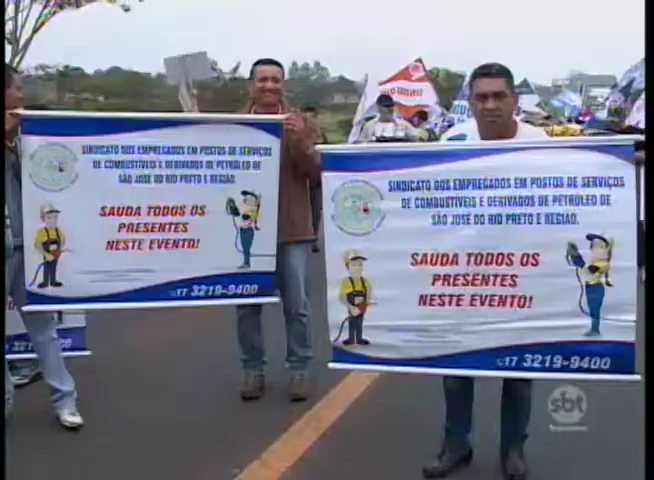 SINDICATO DOS EMPREGADOS EM POSTOS DE SERVIÇOS
DE COMBUSTÍVEIS E DERIVADOS DE PETROLEO DE
SÃO JOSÉ DO RIO PRETO E REGIÃO.
SAÚDA TODOS OS
PRESENTES
NESTE EVENTO!
17 3219-9400
SINDICATO DOS EMPREGADOS EM POSTOS DE SERVIÇOS
DE COMBUSTÍVEIS E DERIVADOS DE PETROLEO DE
SÃO JOSÉ DO RIO PRETO E REGIÃO.
SAÚDA TODOS OS
PRESENTES
NESTE EVENTO!
17 3219-9400
sbt